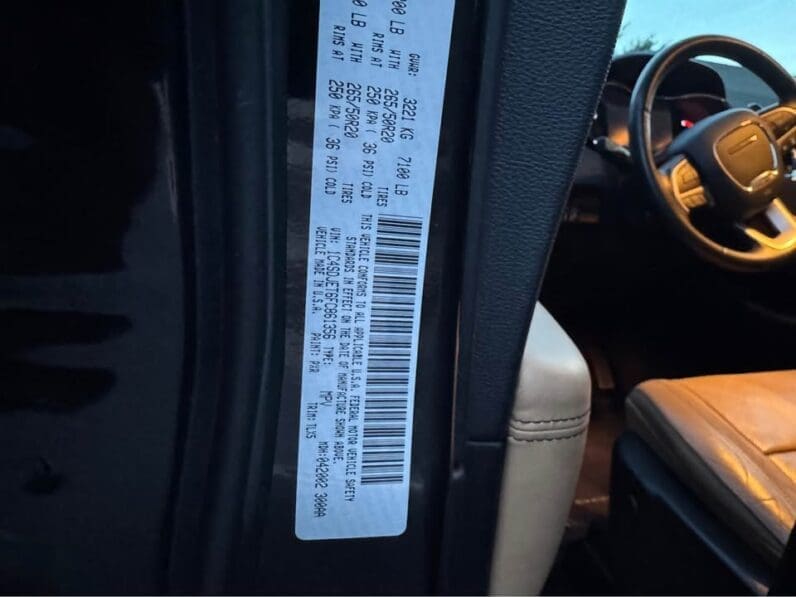 GVWR: 3221 KG 7100 LB
LB WITH 265/50R20 TIRES
RIMS AT 250 KPA ( 36 PSI) COLD
LB WITH 265/50R20 TIRES
RIMS AT 250 KPA ( 36 PSI) COLD
THIS VEHICLE CONFORMS TO ALL APPLICABLE U.S.A. FEDERAL MOTOR VEHICLE SAFETY
STANDARDS IN EFFECT ON THE DATE OF MANUFACTURE SHOWN ABOVE.
VIN: 1C4SDJET6FC861356 TYPE: MPV MDH:042002 300AA
VEHICLE MADE IN U.S.A. PAINT: PXR TRIM: TLX5